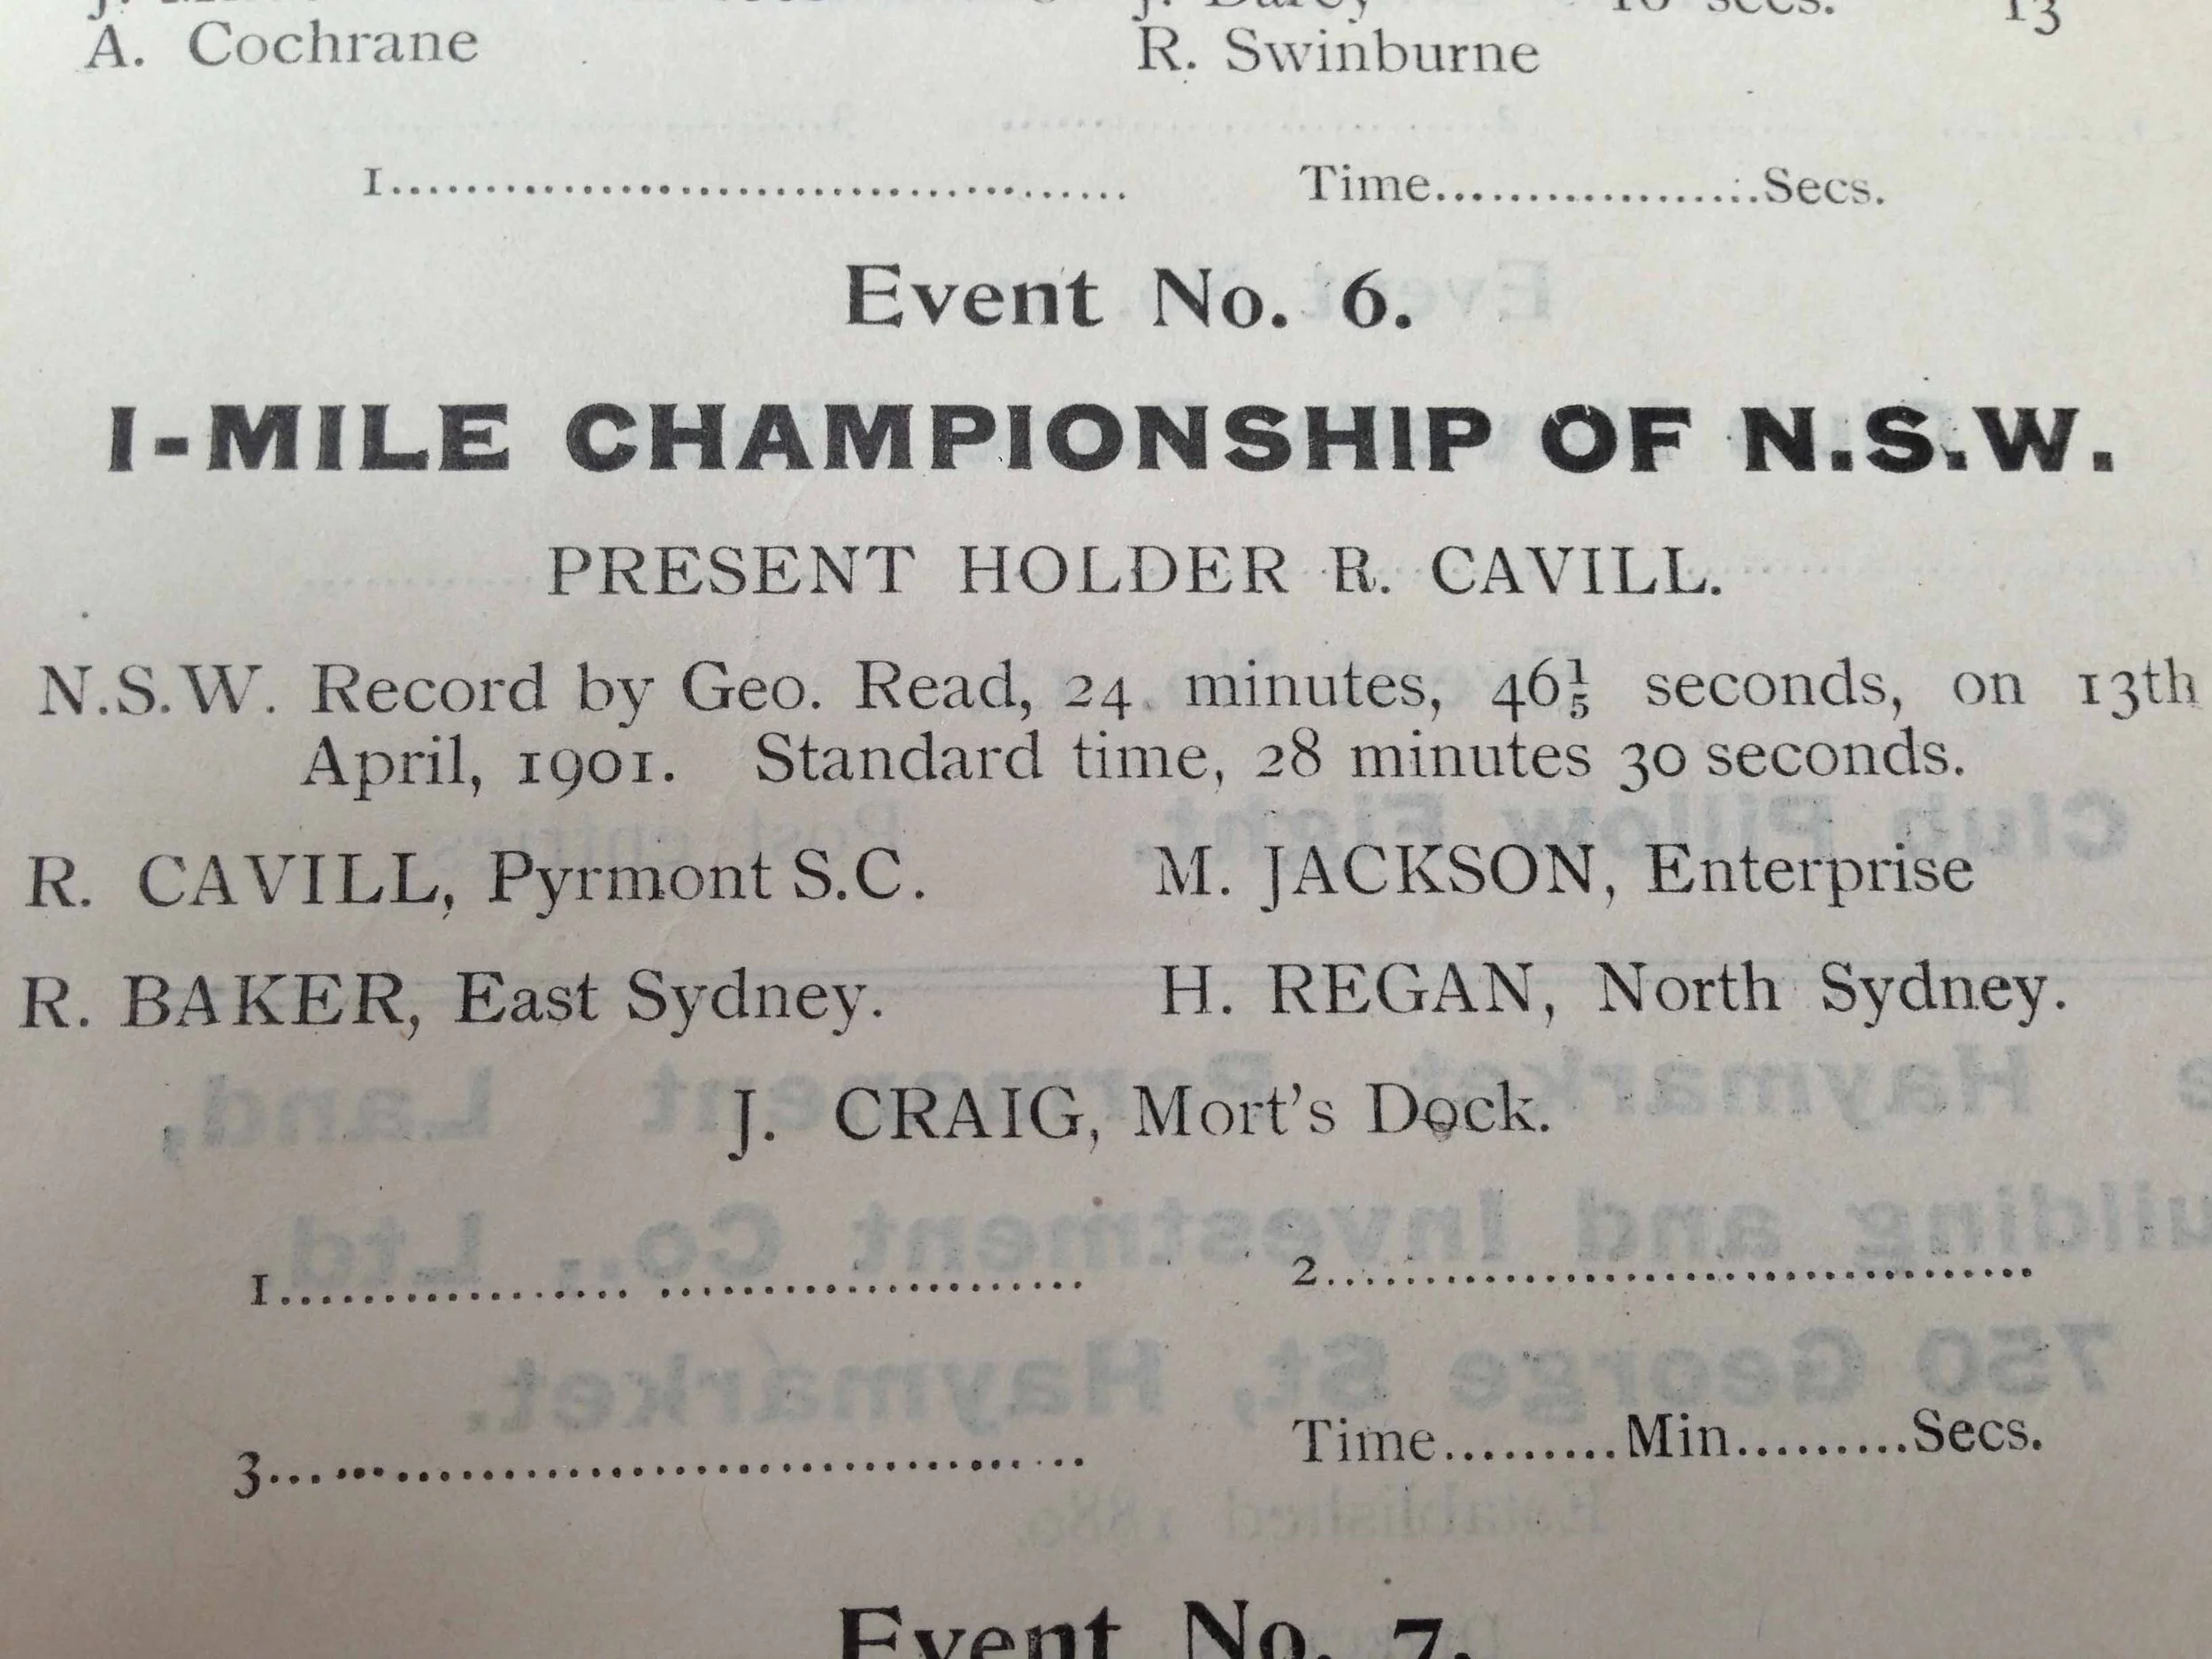 A. Cochrane R. Swinburne
1.......................................... Time....................Secs.
Event No. 6.
1-MILE CHAMPIONSHIP OF N.S.W.
PRESENT HOLDER R. CAVILL.
N.S.W. Record by Geo. Read, 24 minutes, 46⅕ seconds, on 13th
April, 1901. Standard time, 28 minutes 30 seconds.
R. CAVILL, Pyrmont S.C. M. JACKSON, Enterprise
R. BAKER, East Sydney. H. REGAN, North Sydney.
J. CRAIG, Mort's Dock.
1.......................................... 2..........................................
3.......................................... Time.........Min.........Secs.
Event No. 7.